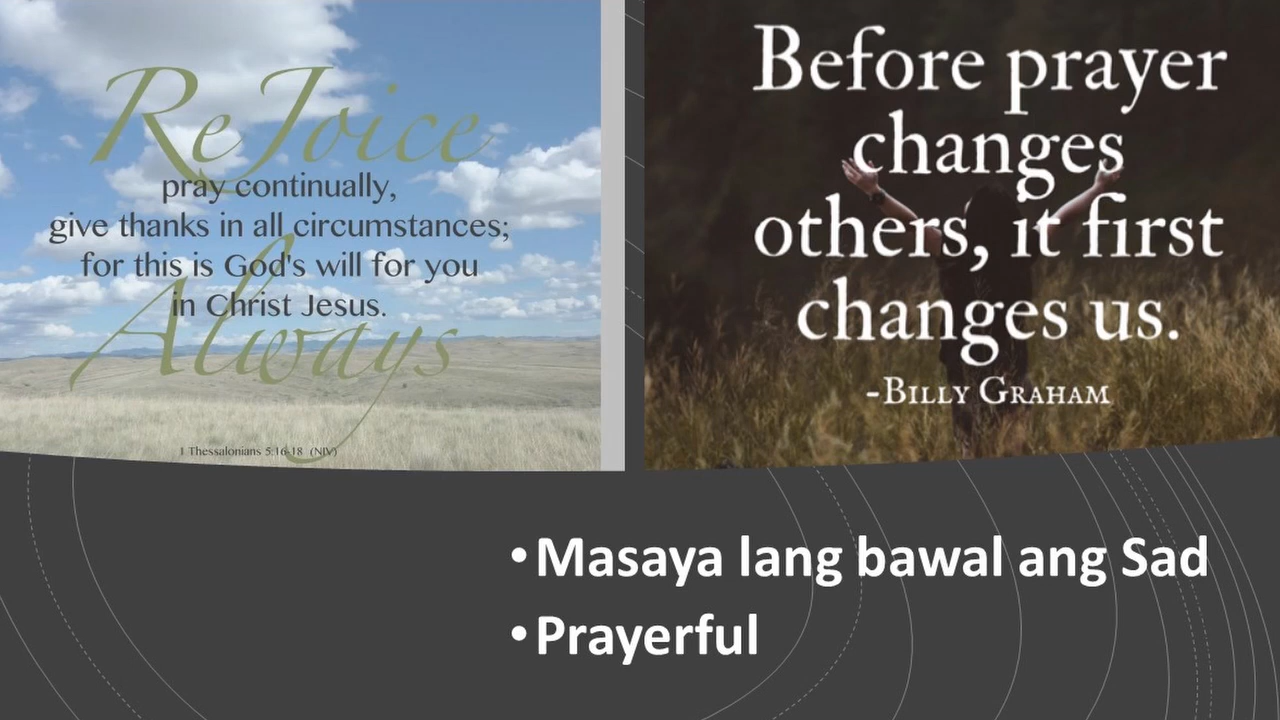 ReJoice
pray continually,
give thanks in all circumstances;
for this is God's will for you
in Christ Jesus.
Always
1 Thessalonians 5:16-18 (NIV)
Before prayer
changes
others, it first
changes us.
-Billy Graham
•Masaya lang bawal ang Sad
•Prayerful